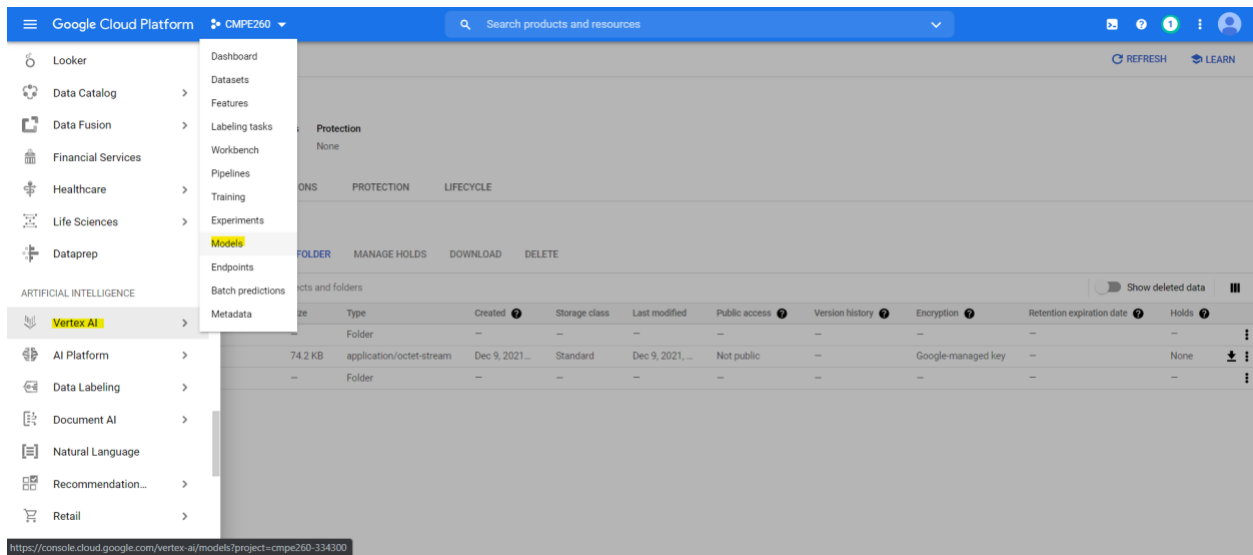 Google Cloud Platform CMPE260 Search products and resources 1
Looker
Data Catalog
Data Fusion
Financial Services
Healthcare
Life Sciences
Dataprep
ARTIFICIAL INTELLIGENCE
Vertex AI
AI Platform
Data Labeling
Document AI
Natural Language
Recommendation...
Retail
Dashboard
Datasets
Features
Labeling tasks
Workbench
Pipelines
Training
Experiments
Models
Endpoints
Batch predictions
Metadata
REFRESH LEARN
Protection
None
ONS PROTECTION LIFECYCLE
FOLDER MANAGE HOLDS DOWNLOAD DELETE
ects and folders Show deleted data
ze Type Created Storage class Last modified Public access Version history Encryption Retention expiration date Holds
— Folder — — — — — — — —
74.2 KB application/octet-stream Dec 9, 2021... Standard Dec 9, 2021, ... Not public — Google-managed key — None
— Folder — — — — — — — —
https://console.cloud.google.com/vertex-ai/models?project=cmpe260-334300